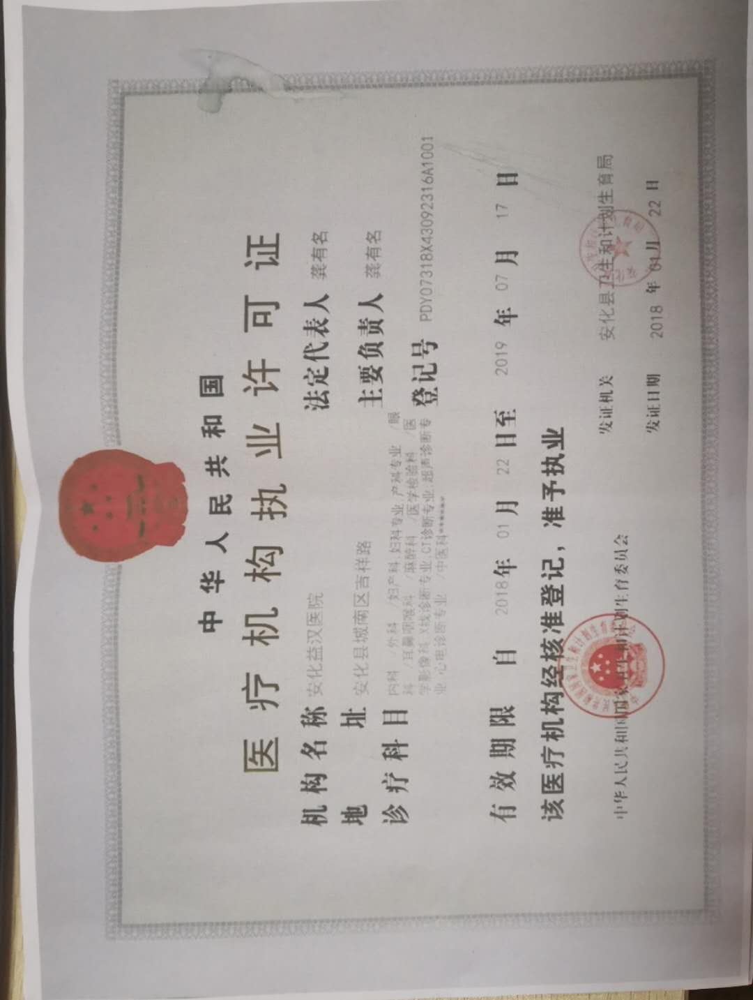 中华人民共和国
医疗机构执业许可证
机构名称 安化益汉医院
法定代表人 龚有名
地址 安化县城南区吉祥路
主要负责人 龚有名
诊疗科目 内科 /外科 /妇产科;妇科专业;产科专业 /眼
科 /耳鼻咽喉科 /麻醉科 /医学检验科 /医
学影像科;X线诊断专业;CT诊断专业;超声诊断专
业;心电诊断专业 /中医科******
登记号 PDY07318X43092316A1001
有效期限 自 2018年 01月 22日至 2019年 07月 17日
该医疗机构经核准登记，准予执业
中华人民共和国国家卫生和计划生育委员会
发证机关 安化县卫生和计划生育局
发证日期 2018年 01月 22日